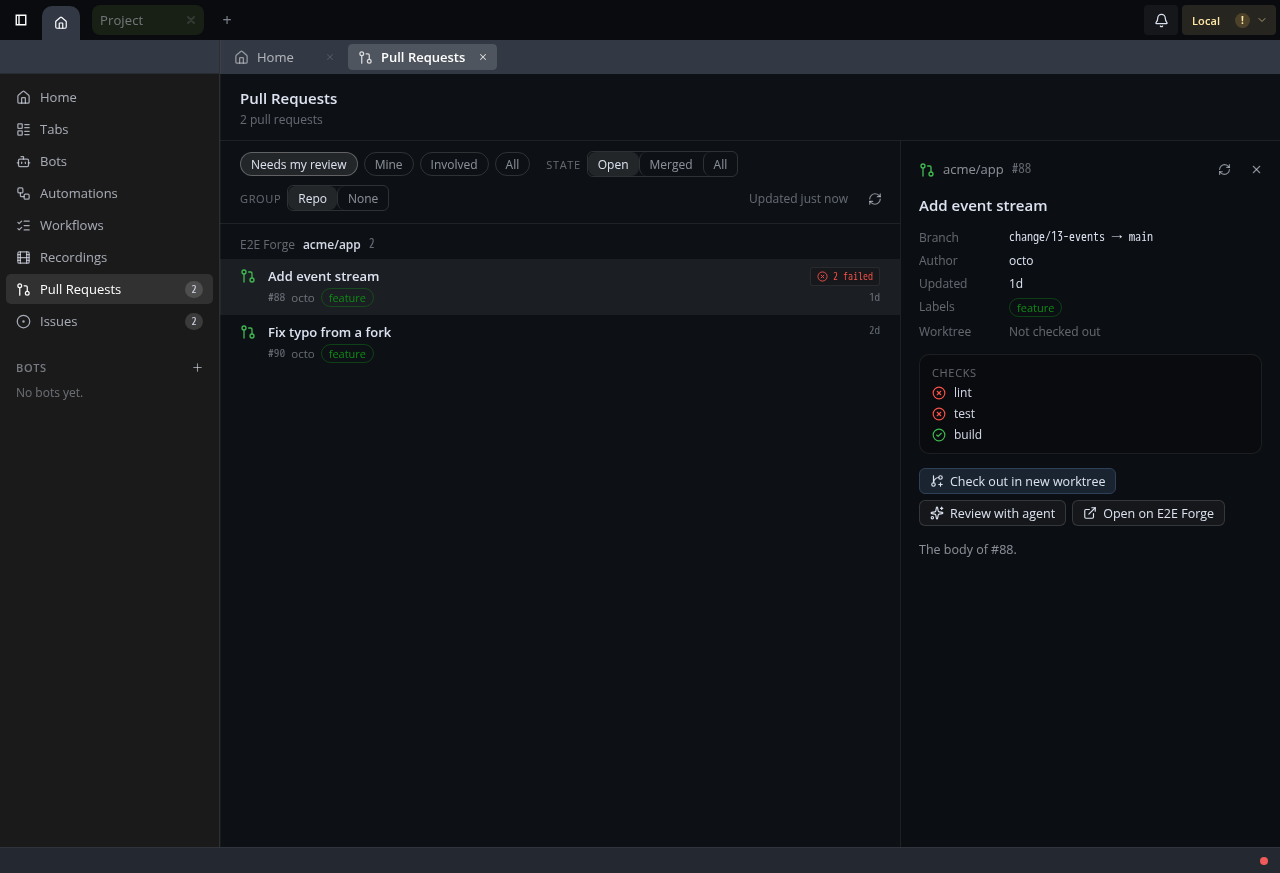 Project
Local
Home
Pull Requests
Home
Tabs
Bots
Automations
Workflows
Recordings
Pull Requests 2
Issues 2
BOTS
No bots yet.
Pull Requests
2 pull requests
Needs my review Mine Involved All STATE Open Merged All
GROUP Repo None Updated just now
E2E Forge acme/app 2
Add event stream 2 failed
#88 octo feature 1d
Fix typo from a fork 2d
#90 octo feature
acme/app #88
Add event stream
Branch change/13-events → main
Author octo
Updated 1d
Labels feature
Worktree Not checked out
CHECKS
lint
test
build
Check out in new worktree
Review with agent Open on E2E Forge
The body of #88.